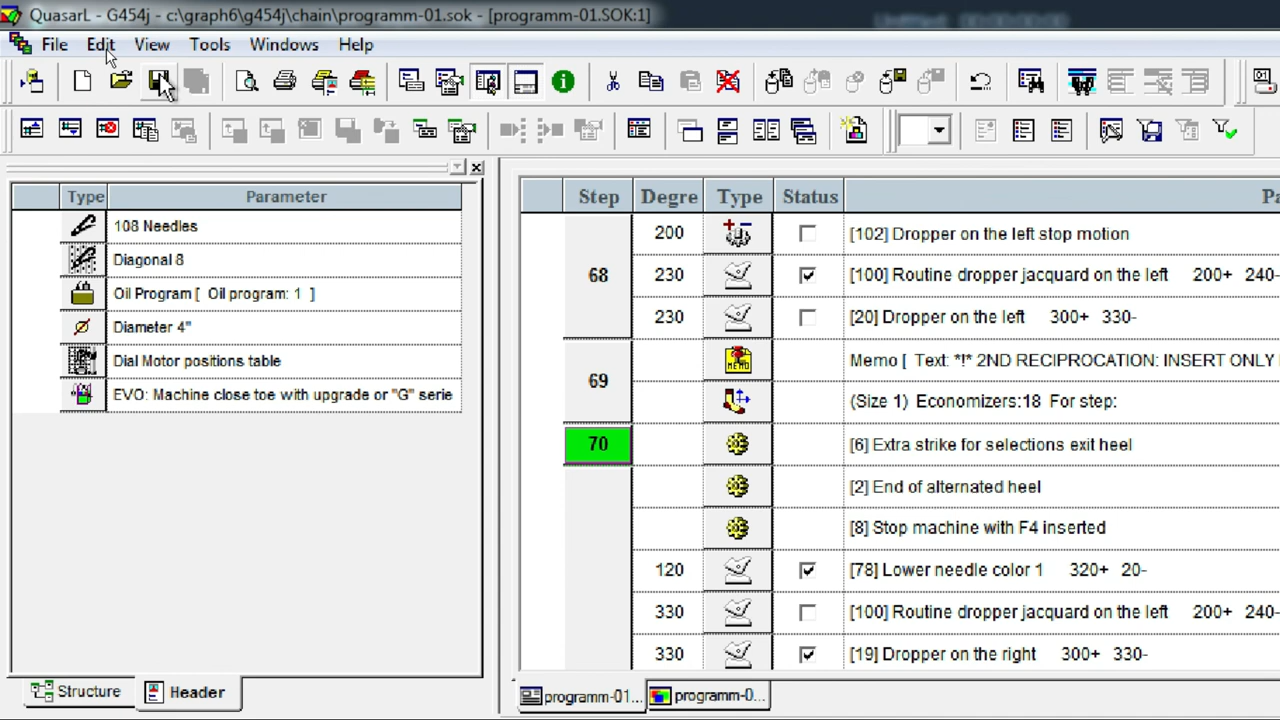 QuasarL - G454j - c:\graph6\g454j\chain\programm-01.sok - [programm-01.SOK:1]
File Edit View Tools Windows Help
Type Parameter
108 Needles
Diagonal 8
Oil Program [ Oil program: 1 ]
Diameter 4"
Dial Motor positions table
EVO: Machine close toe with upgrade or "G" serie
Structure Header
Step Degre Type Status Pa
200 [102] Dropper on the left stop motion
68 230 [100] Routine dropper jacquard on the left 200+ 240-
230 [20] Dropper on the left 300+ 330-
69 MEMO Memo [ Text: *!* 2ND RECIPROCATION: INSERT ONLY
(Size 1) Economizers:18 For step:
70 [6] Extra strike for selections exit heel
[2] End of alternated heel
[8] Stop machine with F4 inserted
120 [78] Lower needle color 1 320+ 20-
330 [100] Routine dropper jacquard on the left 200+ 240-
330 [19] Dropper on the right 300+ 330-
programm-01... programm-0...